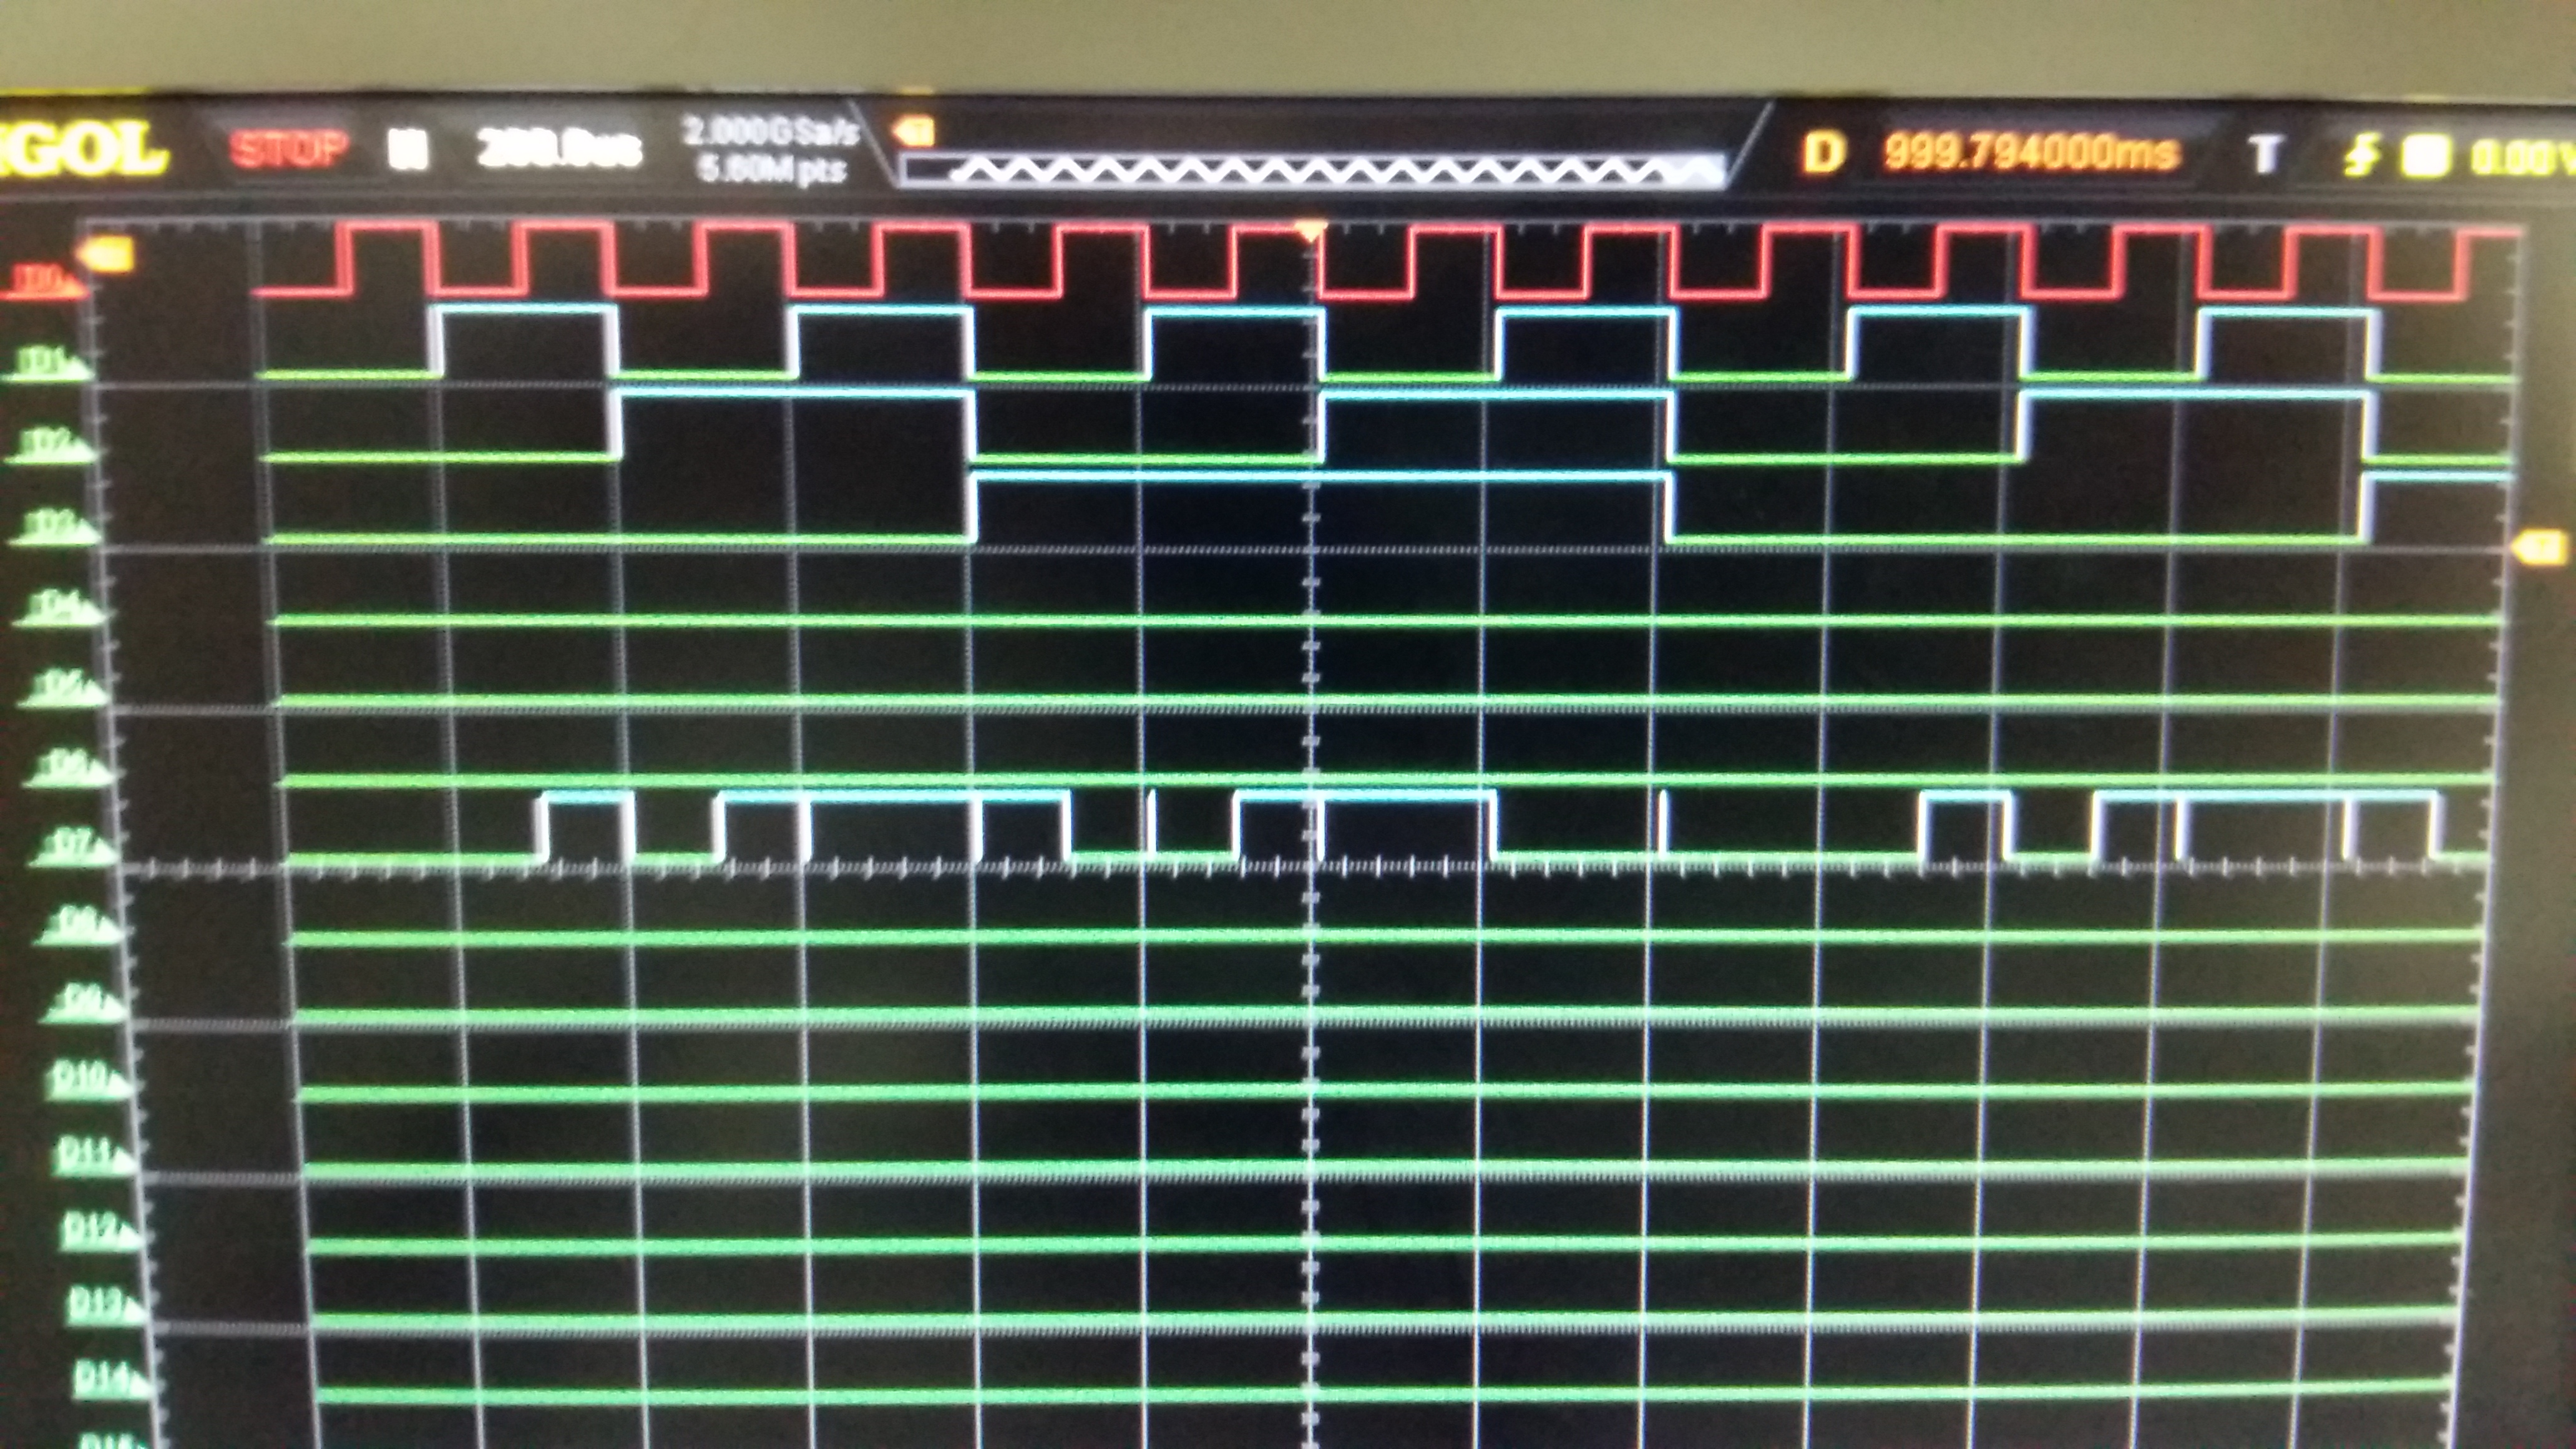 IGOL STOP 200.0us 2.000GSa/s D 999.794000ms T 0.00V
5.80M pts
D0
D1
D2
D3
D4
D5
D6
D7
D8
D9
D10
D11
D12
D13
D14
D15